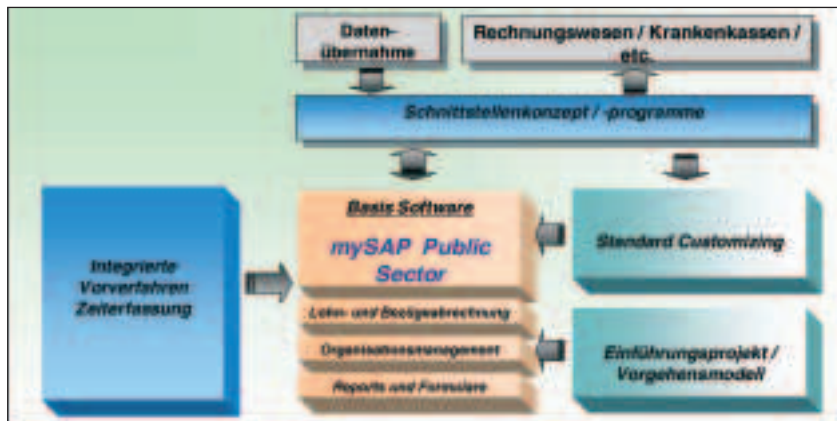 Daten-
übernahme
Rechnungswesen / Krankenkassen /
etc.
Schnittstellenkonzept / -programme
Basis Software
mySAP Public
Sector
Standard Customizing
Integrierte
Vorverfahren
Zeiterfassung
Lohn- und Bezügeabrechnung
Organisationsmanagement
Reports und Formulare
Einführungsprojekt /
Vorgehensmodell